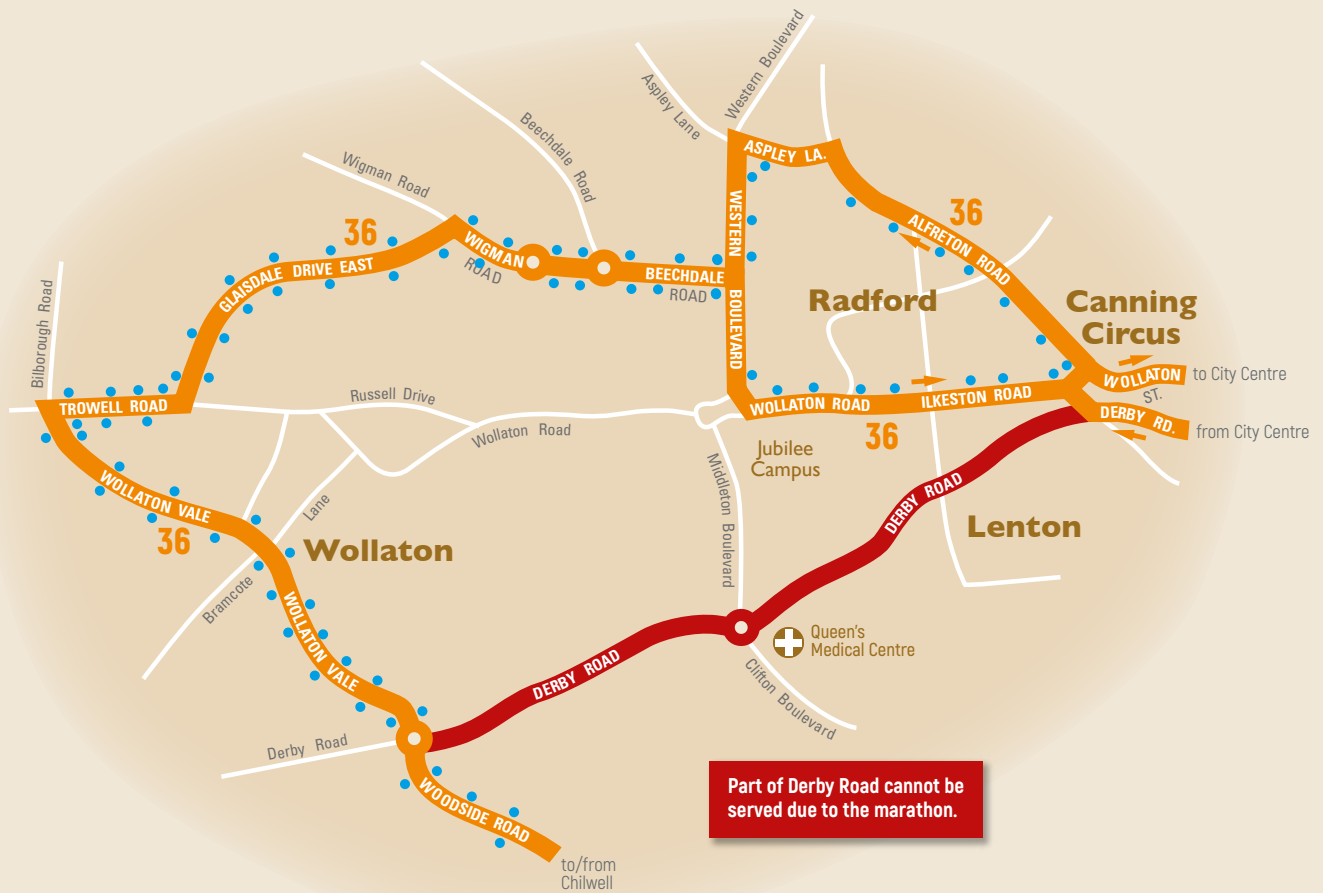 Western Boulevard
Aspley Lane
Beechdale Road
Wigman Road
ASPLEY LA.
36
ALFRETON ROAD
36
WIGMAN
ROAD
WESTERN
BOULEVARD
BEECHDALE
ROAD
GLAISDALE DRIVE EAST
Bilborough Road
Radford
Canning
Circus
WOLLATON
ST.
to City Centre
DERBY RD.
from City Centre
TROWELL ROAD
Russell Drive
Wollaton Road
WOLLATON ROAD
ILKESTON ROAD
36
Jubilee
Campus
Middleton Boulevard
WOLLATON VALE
36
Lane
Bramcote
Wollaton
DERBY ROAD
Lenton
WOLLATON VALE
Queen's
Medical Centre
DERBY ROAD
Clifton Boulevard
Derby Road
WOODSIDE ROAD
to/from
Chilwell
Part of Derby Road cannot be
served due to the marathon.